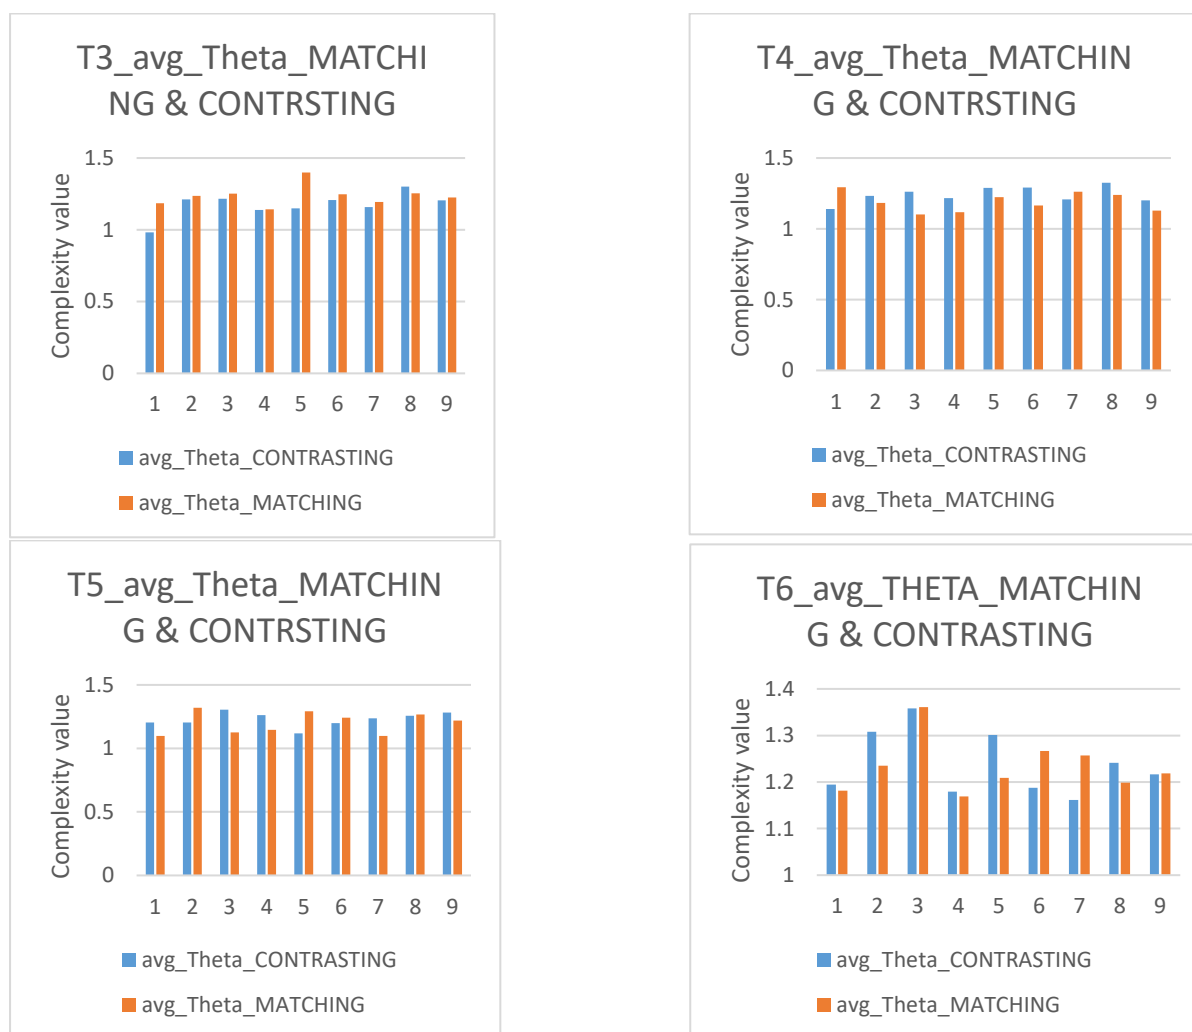 T3_avg_Theta_MATCHI
NG & CONTRSTING
Complexity value
1.5
1
0.5
0
1 2 3 4 5 6 7 8 9
avg_Theta_CONTRASTING
avg_Theta_MATCHING
T4_avg_Theta_MATCHIN
G & CONTRSTING
Complexity value
1.5
1
0.5
0
1 2 3 4 5 6 7 8 9
avg_Theta_CONTRASTING
avg_Theta_MATCHING
T5_avg_Theta_MATCHIN
G & CONTRSTING
Complexity value
1.5
1
0.5
0
1 2 3 4 5 6 7 8 9
avg_Theta_CONTRASTING
avg_Theta_MATCHING
T6_avg_THETA_MATCHIN
G & CONTRASTING
Complexity value
1.4
1.3
1.2
1.1
1
1 2 3 4 5 6 7 8 9
avg_Theta_CONTRASTING
avg_Theta_MATCHING